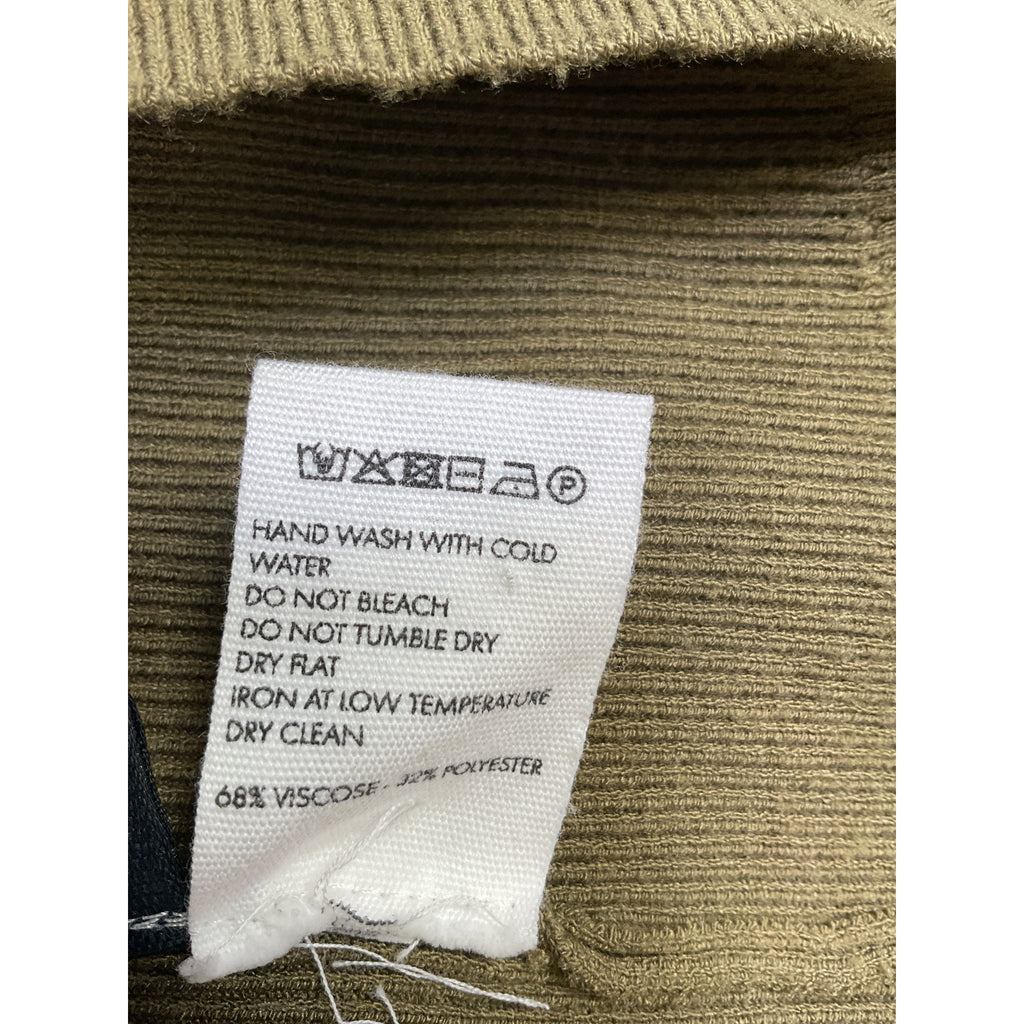 P
HAND WASH WITH COLD
WATER
DO NOT BLEACH
DO NOT TUMBLE DRY
DRY FLAT
IRON AT LOW TEMPERATURE
DRY CLEAN
68% VISCOSE - 32% POLYESTER